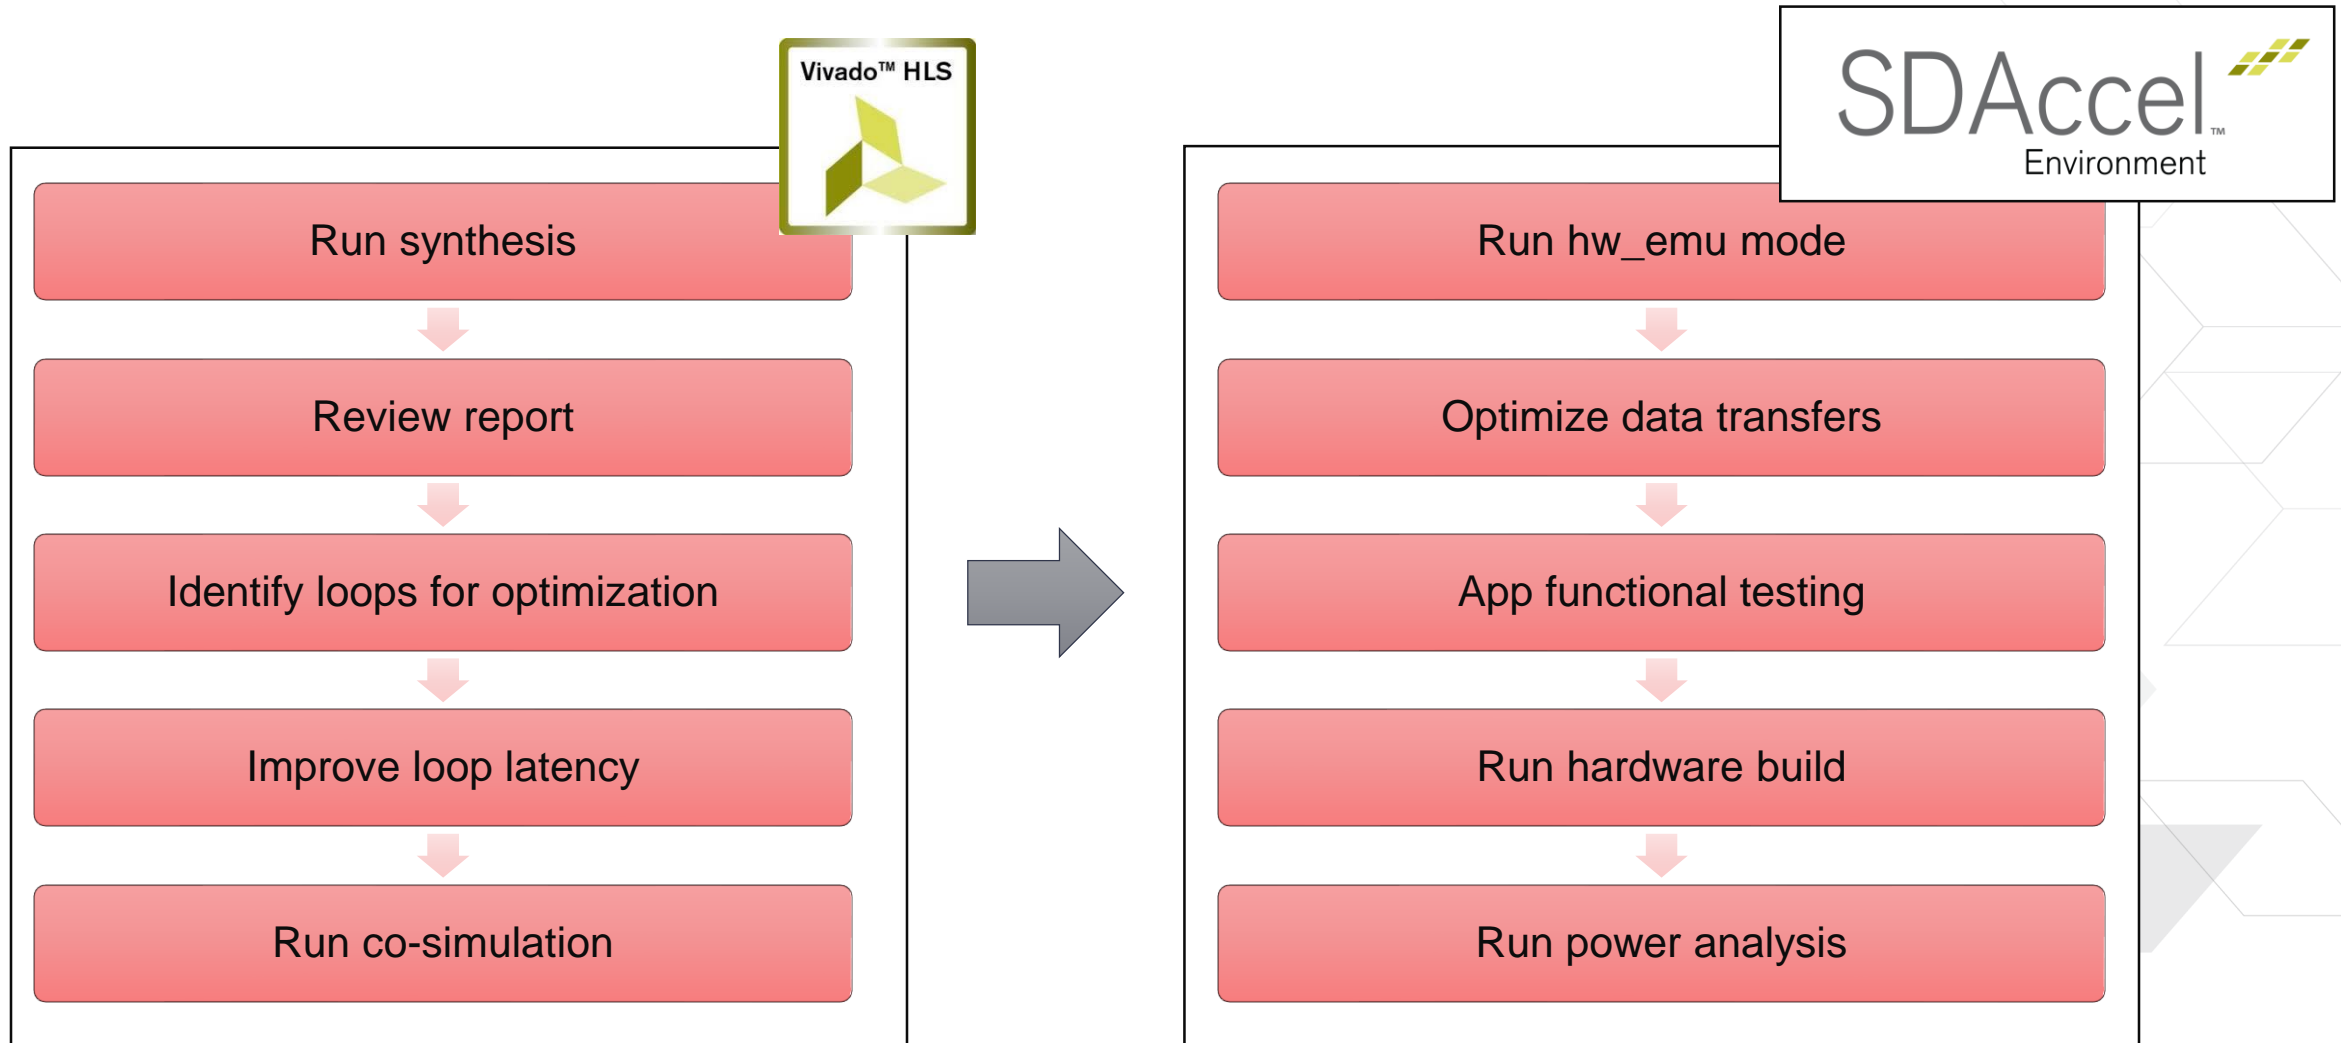 Vivado™ HLS
Run synthesis
Review report
Identify loops for optimization
Improve loop latency
Run co-simulation
SDAccel™
Environment
Run hw_emu mode
Optimize data transfers
App functional testing
Run hardware build
Run power analysis